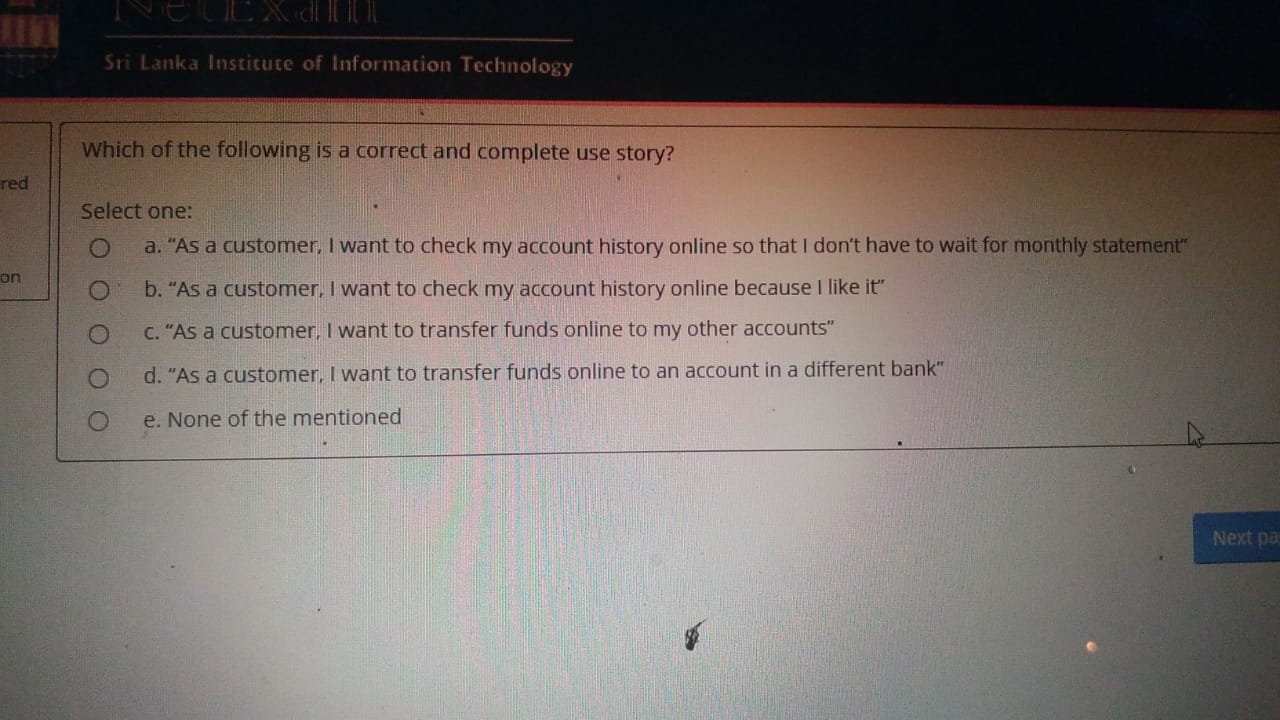 NetExam
Sri Lanka Institute of Information Technology
Which of the following is a correct and complete use story?
red
Select one:
a. “As a customer, I want to check my account history online so that I don’t have to wait for monthly statement”
on
b. “As a customer, I want to check my account history online because I like it”
c. “As a customer, I want to transfer funds online to my other accounts”
d. “As a customer, I want to transfer funds online to an account in a different bank”
e. None of the mentioned
Next pa